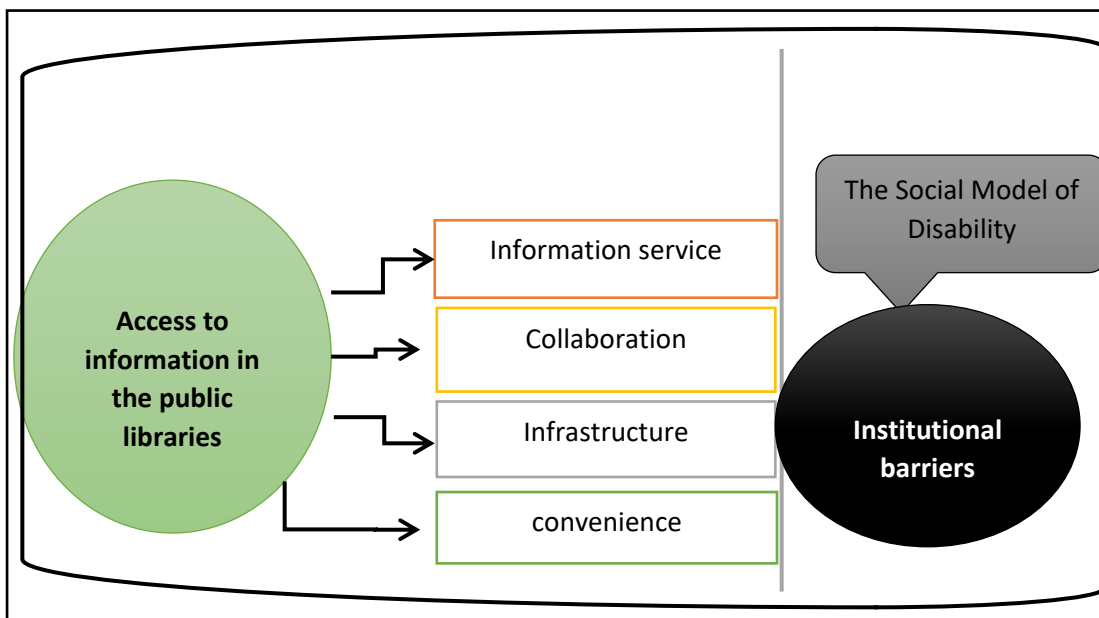 Access to
information in
the public
libraries
Information service
Collaboration
Infrastructure
convenience
The Social Model of
Disability
Institutional
barriers